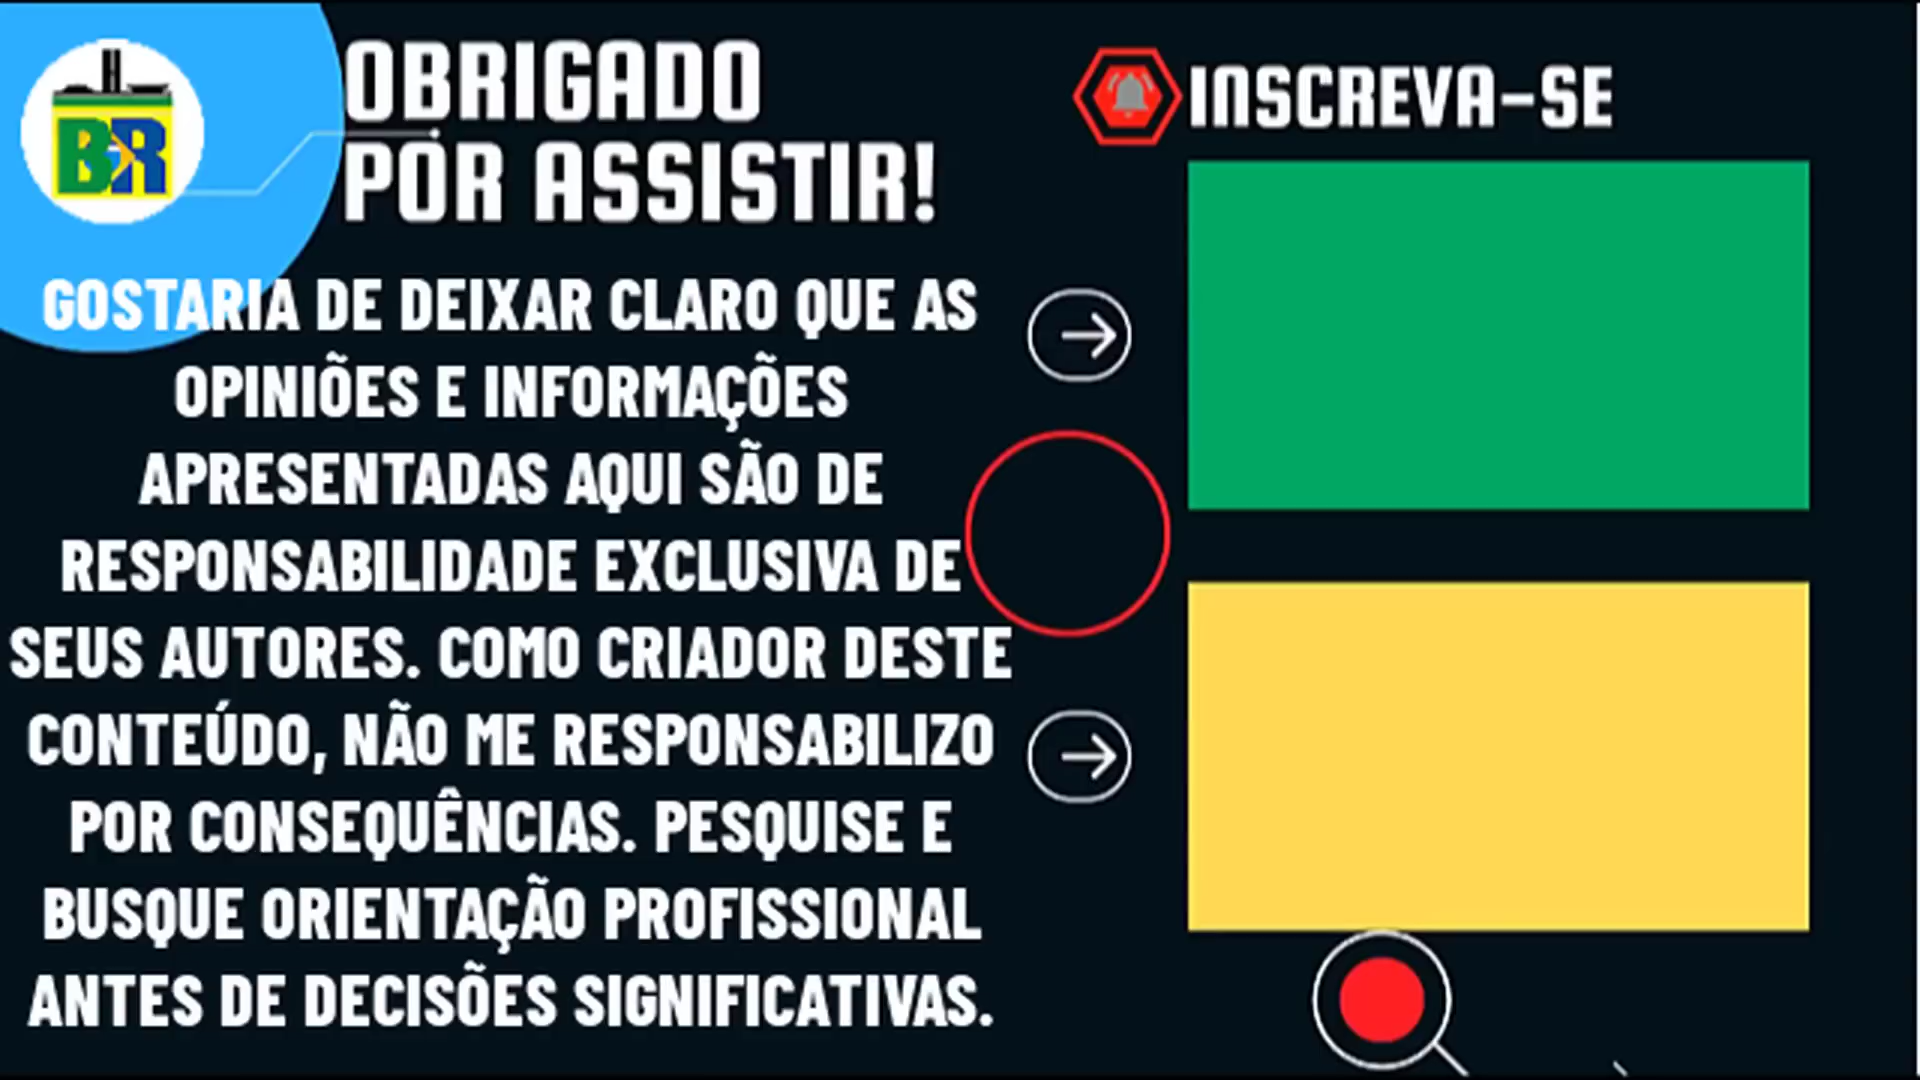 BR
OBRIGADO
POR ASSISTIR!
INSCREVA-SE
GOSTARIA DE DEIXAR CLARO QUE AS
OPINIÕES E INFORMAÇÕES
APRESENTADAS AQUI SÃO DE
RESPONSABILIDADE EXCLUSIVA DE
SEUS AUTORES. COMO CRIADOR DESTE
CONTEÚDO, NÃO ME RESPONSABILIZO
POR CONSEQUÊNCIAS. PESQUISE E
BUSQUE ORIENTAÇÃO PROFISSIONAL
ANTES DE DECISÕES SIGNIFICATIVAS.